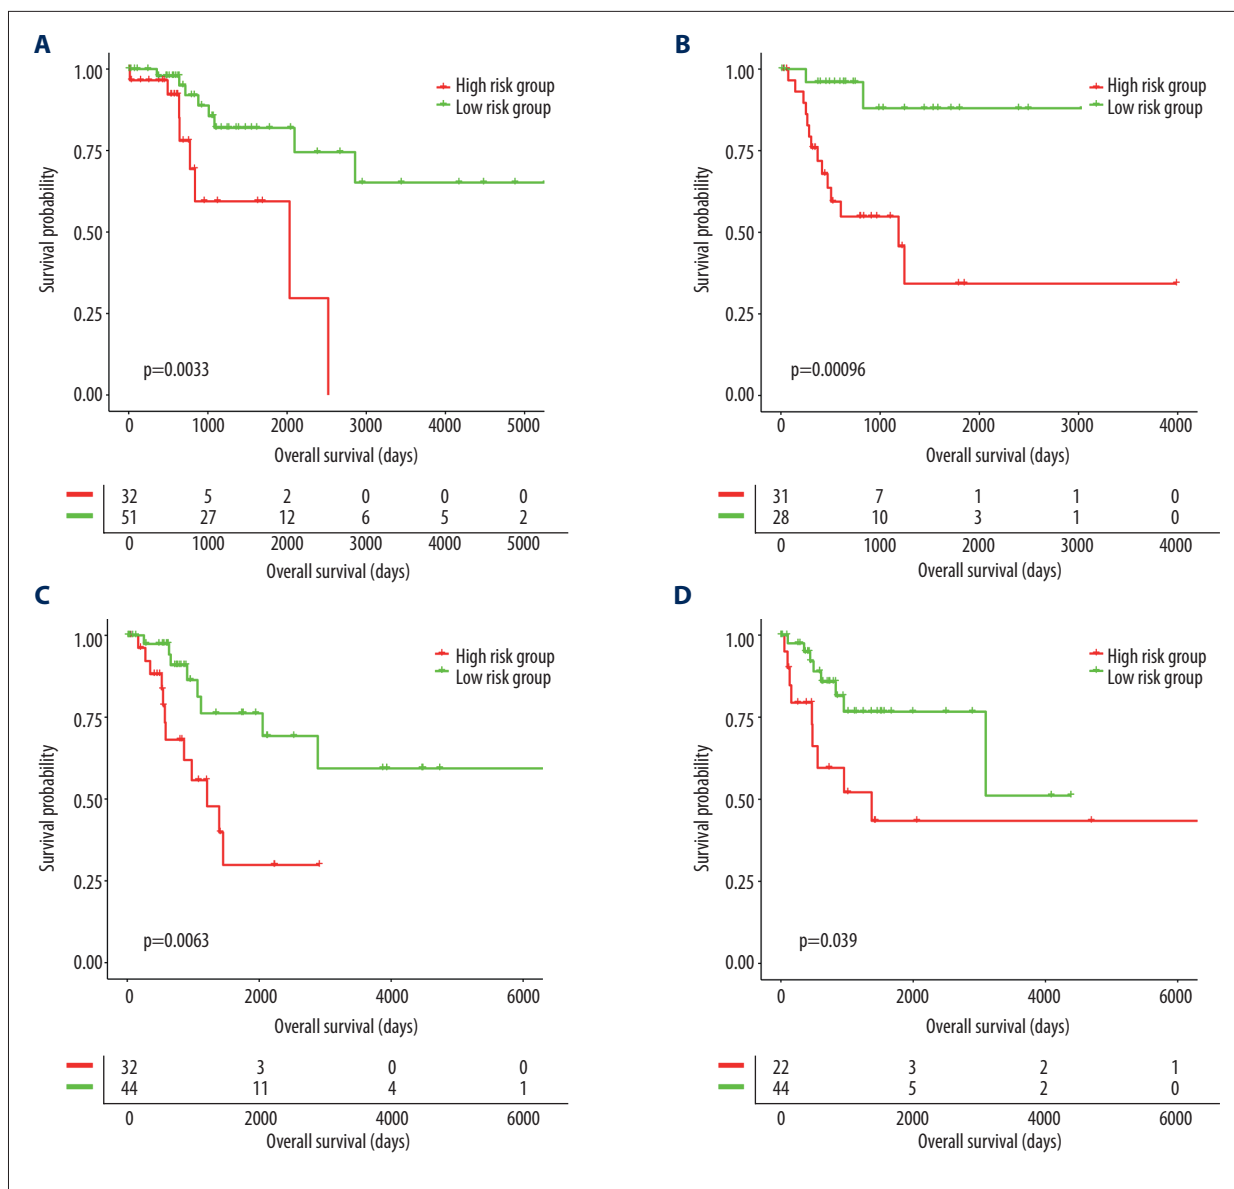 A
1.00
0.75
0.50
0.25
0.00
Survival probability
High risk group
Low risk group
p=0.0033
0 1000 2000 3000 4000 5000
Overall survival (days)
32 5 2 0 0 0
51 27 12 6 5 2
0 1000 2000 3000 4000 5000
Overall survival (days)
B
1.00
0.75
0.50
0.25
0.00
Survival probability
High risk group
Low risk group
p=0.00096
0 1000 2000 3000 4000
Overall survival (days)
31 7 1 1 0
28 10 3 1 0
0 1000 2000 3000 4000
Overall survival (days)
C
1.00
0.75
0.50
0.25
0.00
Survival probability
High risk group
Low risk group
p=0.0063
0 2000 4000 6000
Overall survival (days)
32 3 0 0
44 11 4 1
0 2000 4000 6000
Overall survival (days)
D
1.00
0.75
0.50
0.25
0.00
Survival probability
High risk group
Low risk group
p=0.039
0 2000 4000 6000
Overall survival (days)
22 3 2 1
44 5 2 0
0 2000 4000 6000
Overall survival (days)